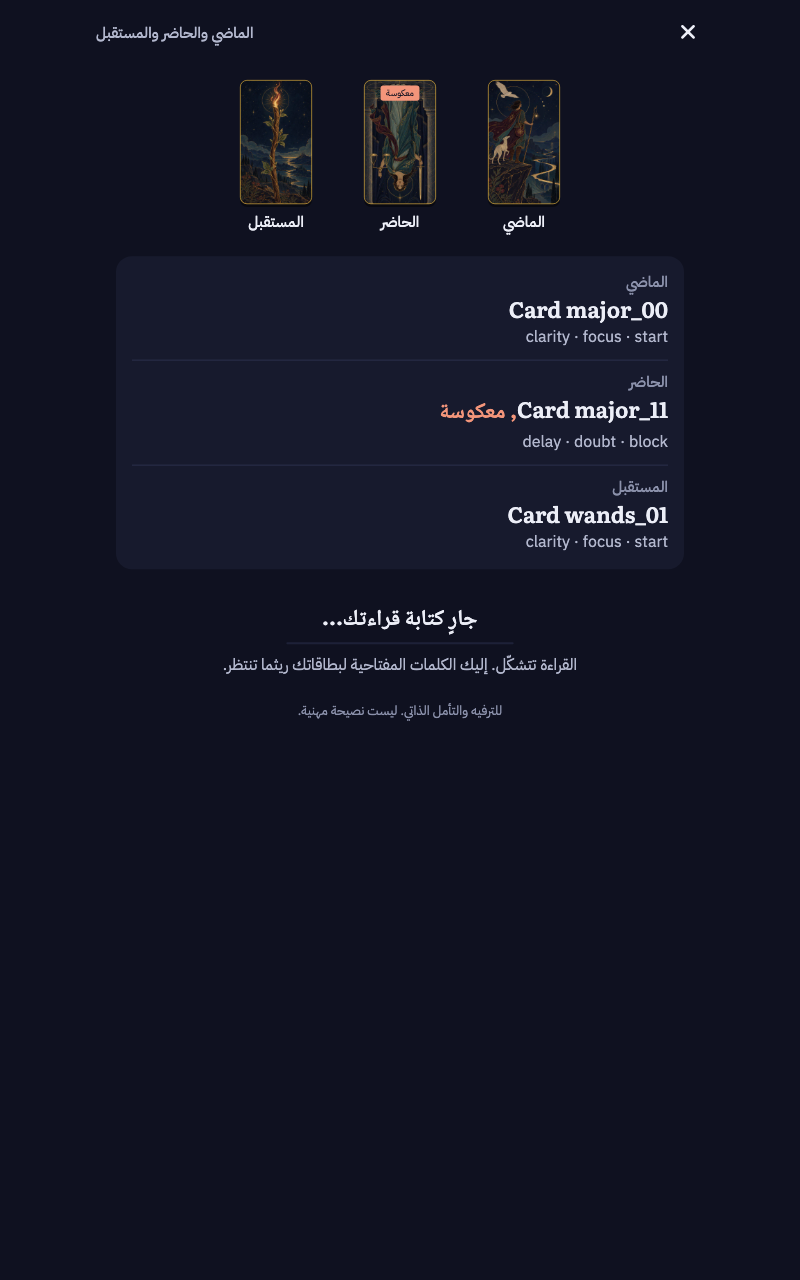 الماضي والحاضر والمستقبل
معكوسة
الماضي
الحاضر
المستقبل
الماضي
Card major_00
clarity · focus · start
الحاضر
Card major_11, معكوسة
delay · doubt · block
المستقبل
Card wands_01
clarity · focus · start
جارٍ كتابة قراءتك...
القراءة تتشكّل. إليك الكلمات المفتاحية لبطاقاتك ريثما تنتظر.
للترفيه والتأمل الذاتي. ليست نصيحة مهنية.